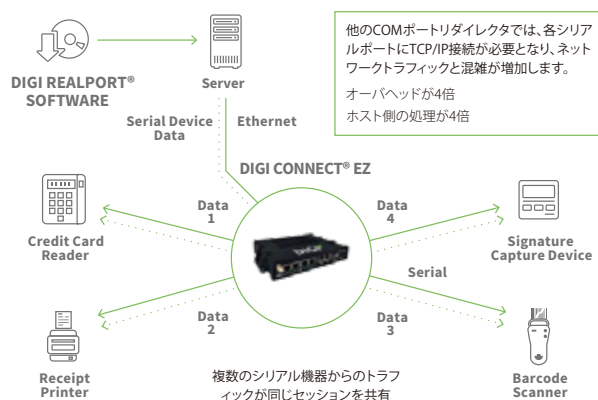 他のCOMポートリダイレクタでは、各シリア
ルポートにTCP/IP接続が必要となり、ネット
ワークトラフィックと混雑が増加します。
オーバヘッドが4倍
ホスト側の処理が4倍
DIGI REALPORT®
SOFTWARE
Server
Serial Device
Data
Ethernet
DIGI CONNECT® EZ
Data
1
Data
4
Credit Card
Reader
Signature
Capture Device
Serial
Data
2
Data
3
Receipt
Printer
複数のシリアル機器からのトラフ
ィックが同じセッションを共有
Barcode
Scanner